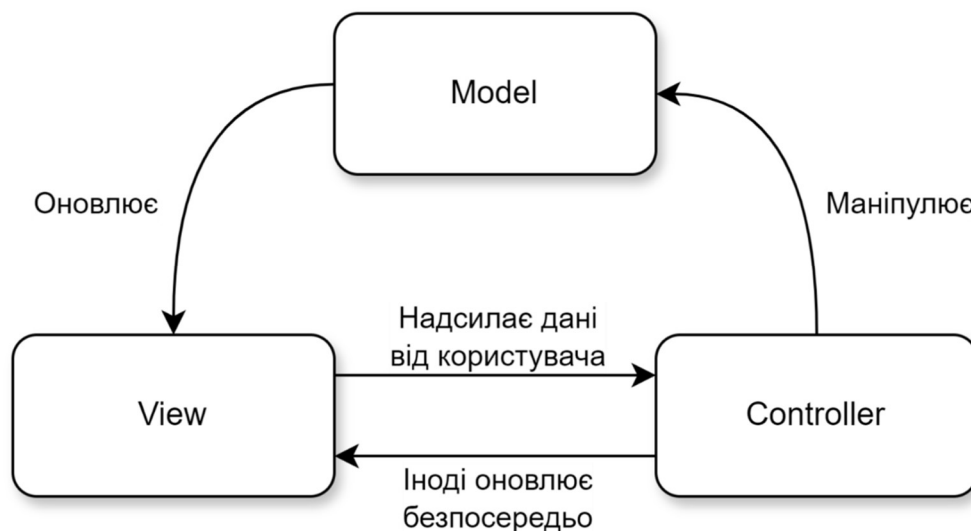 Model
Оновлює
Маніпулює
Надсилає дані
від користувача
View
Controller
Іноді оновлює
безпосередьо